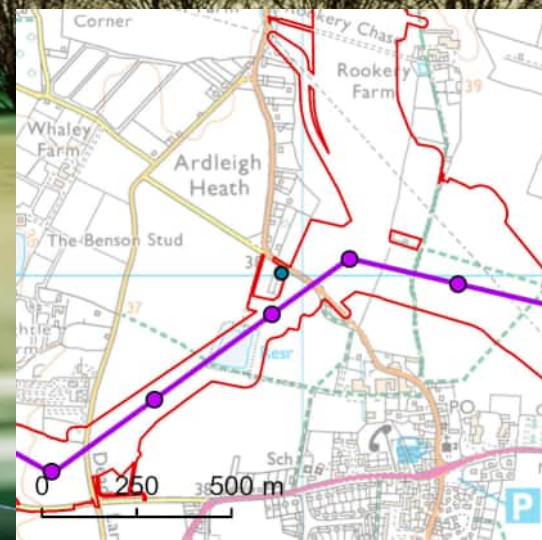 Corner
Rookery Chase
Rookery
Farm
39
Whaley
Farm
Ardleigh
Heath
The Benson Stud
37
Resr
PO
Sch
38
0 250 500 m
P